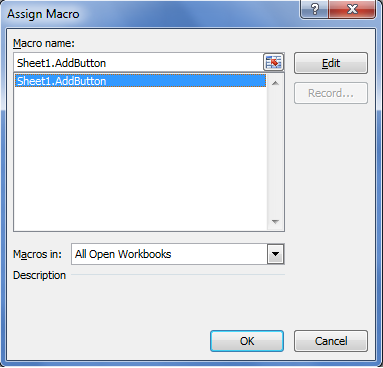 Assign Macro
Macro name:
Sheet1.AddButton
Edit
Sheet1.AddButton
Record...
Macros in: All Open Workbooks
Description
OK Cancel